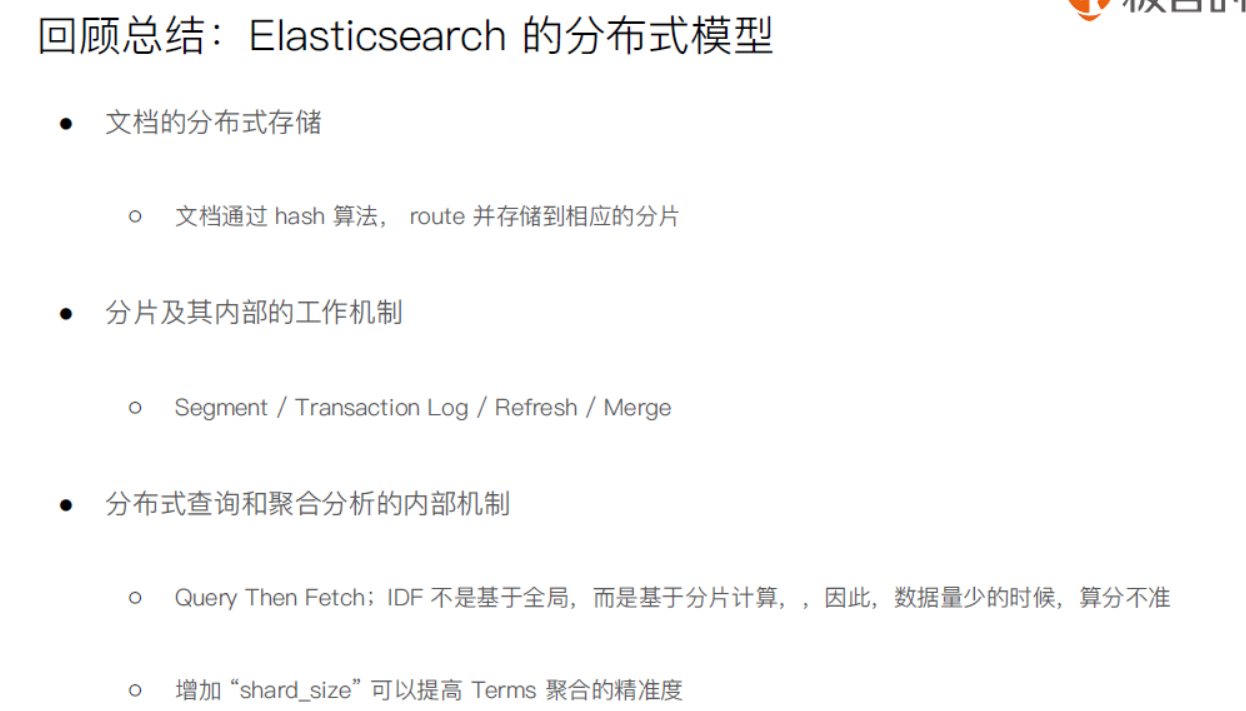 回顾总结：Elasticsearch 的分布式模型
● 文档的分布式存储
○ 文档通过 hash 算法， route 并存储到相应的分片
● 分片及其内部的工作机制
○ Segment / Transaction Log / Refresh / Merge
● 分布式查询和聚合分析的内部机制
○ Query Then Fetch；IDF 不是基于全局，而是基于分片计算，，因此，数据量少的时候，算分不准
○ 增加 “shard_size” 可以提高 Terms 聚合的精准度